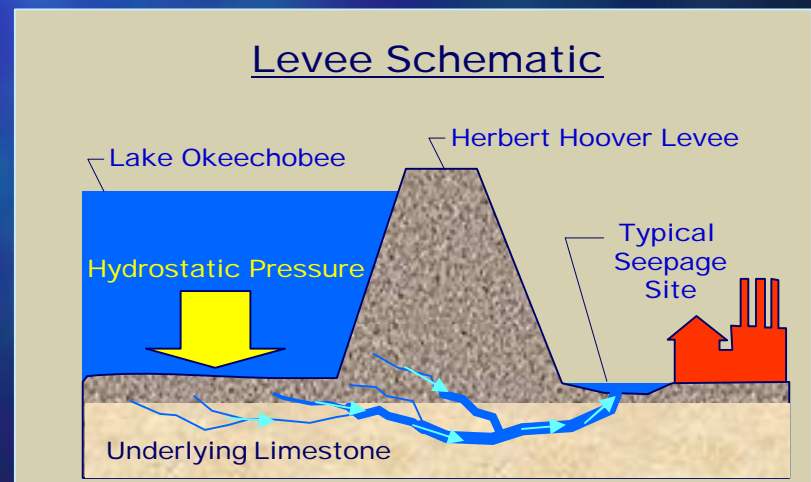 Levee Schematic
Herbert Hoover Levee
Lake Okeechobee
Typical
Seepage
Site
Hydrostatic Pressure
Underlying Limestone